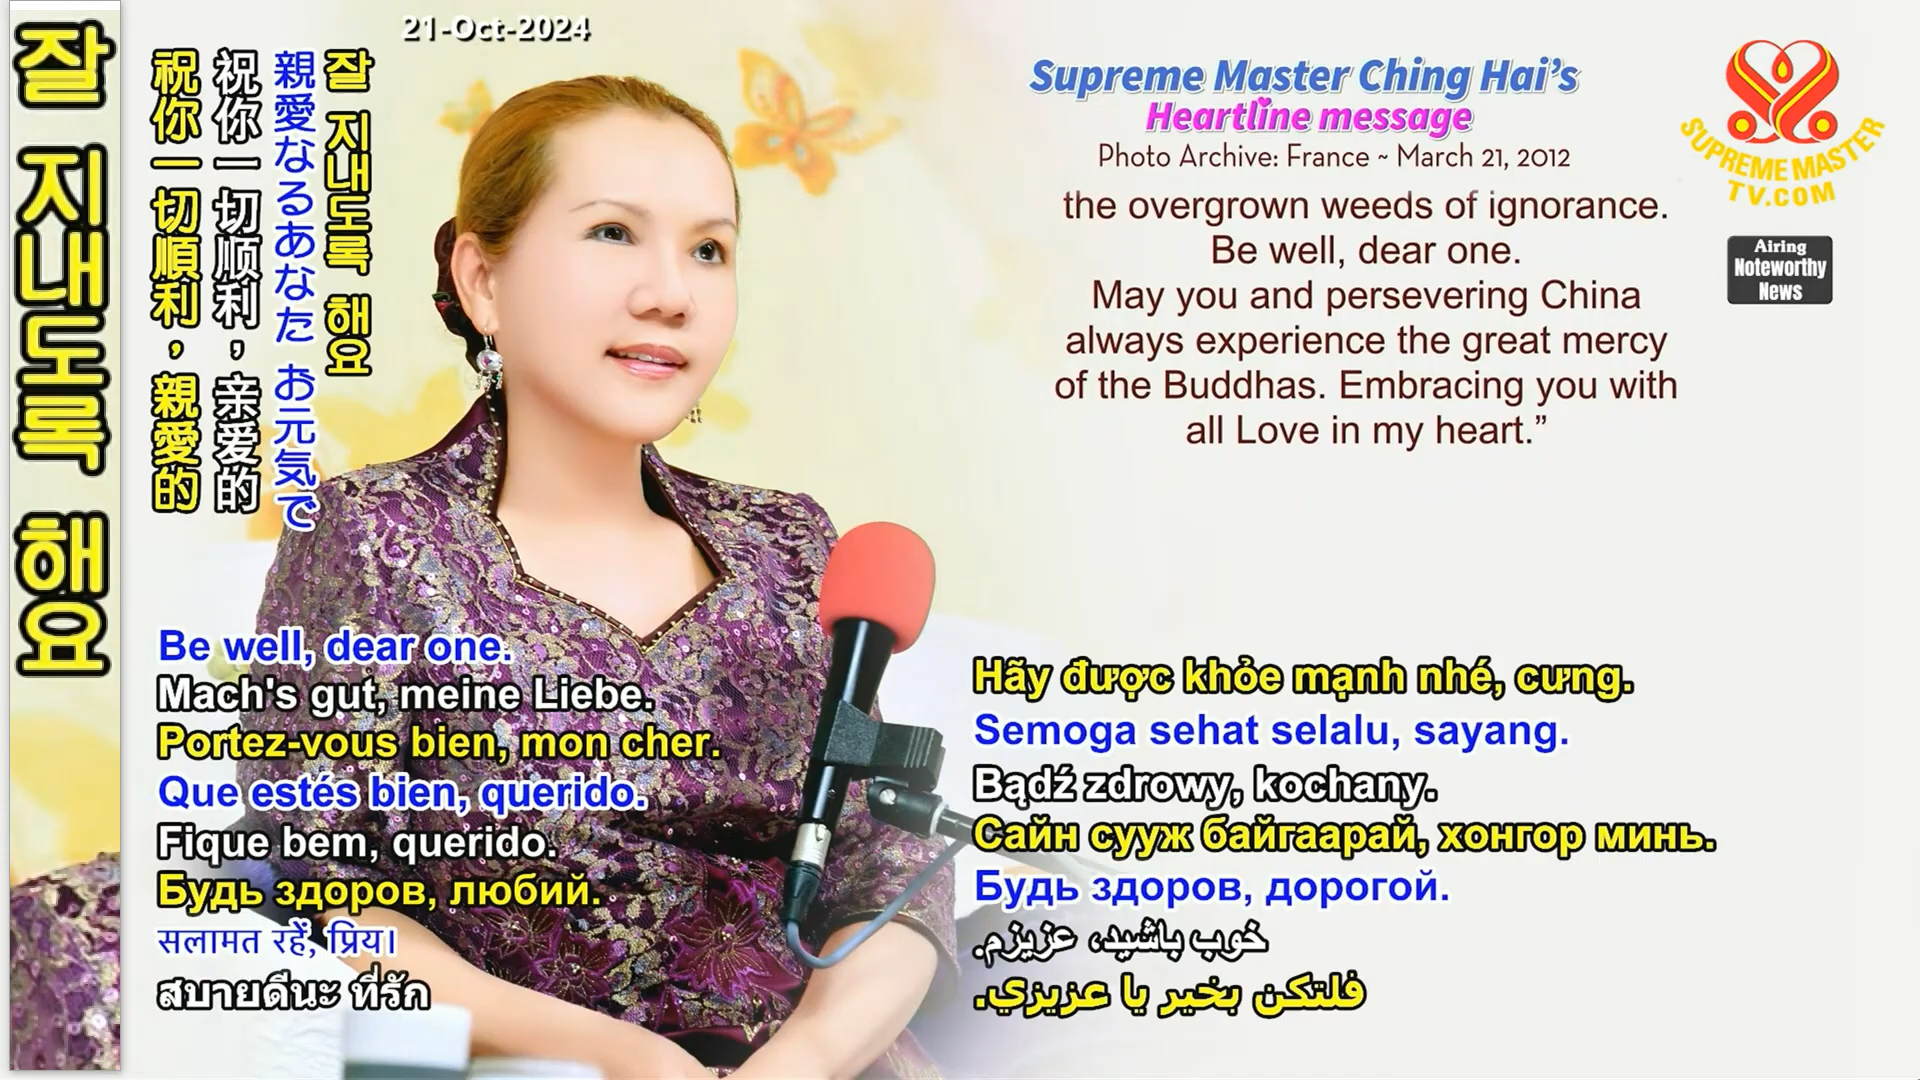 잘 지내도록 해요
21-Oct-2024
잘 지내도록 해요
親愛なるあなた お元気で
祝你一切顺利，亲爱的
祝你一切順利，親愛的
Supreme Master Ching Hai’s
Heartline message
Photo Archive: France ~ March 21, 2012
the overgrown weeds of ignorance.
Be well, dear one.
May you and persevering China
always experience the great mercy
of the Buddhas. Embracing you with
all Love in my heart.”
SUPREME MASTER
TV.COM
Airing
Noteworthy
News
Be well, dear one.
Mach's gut, meine Liebe.
Portez-vous bien, mon cher.
Que estés bien, querido.
Fique bem, querido.
Будь здоров, любий.
सलामत रहें, प्रिय।
สบายดีนะ ที่รัก
Hãy được khỏe mạnh nhé, cưng.
Semoga sehat selalu, sayang.
Bądź zdrowy, kochany.
Сайн сууж байгаарай, хонгор минь.
Будь здоров, дорогой.
خوب باشید، عزیزم.
فلتكن بخير يا عزيزي.